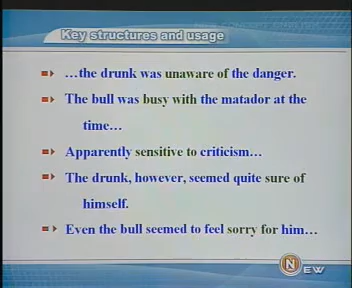 Key structures and usage
…the drunk was unaware of the danger.
The bull was busy with the matador at the
time…
Apparently sensitive to criticism…
The drunk, however, seemed quite sure of
himself.
Even the bull seemed to feel sorry for him…
NEW